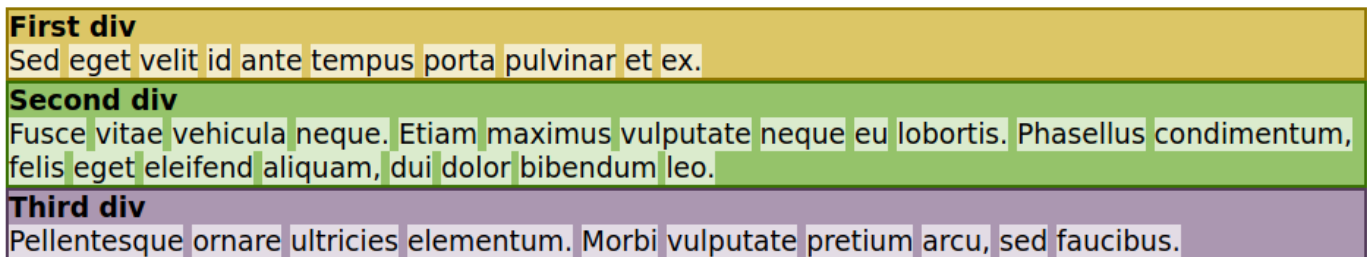 First div
Sed eget velit id ante tempus porta pulvinar et ex.
Second div
Fusce vitae vehicula neque. Etiam maximus vulputate neque eu lobortis. Phasellus condimentum,
felis eget eleifend aliquam, dui dolor bibendum leo.
Third div
Pellentesque ornare ultricies elementum. Morbi vulputate pretium arcu, sed faucibus.